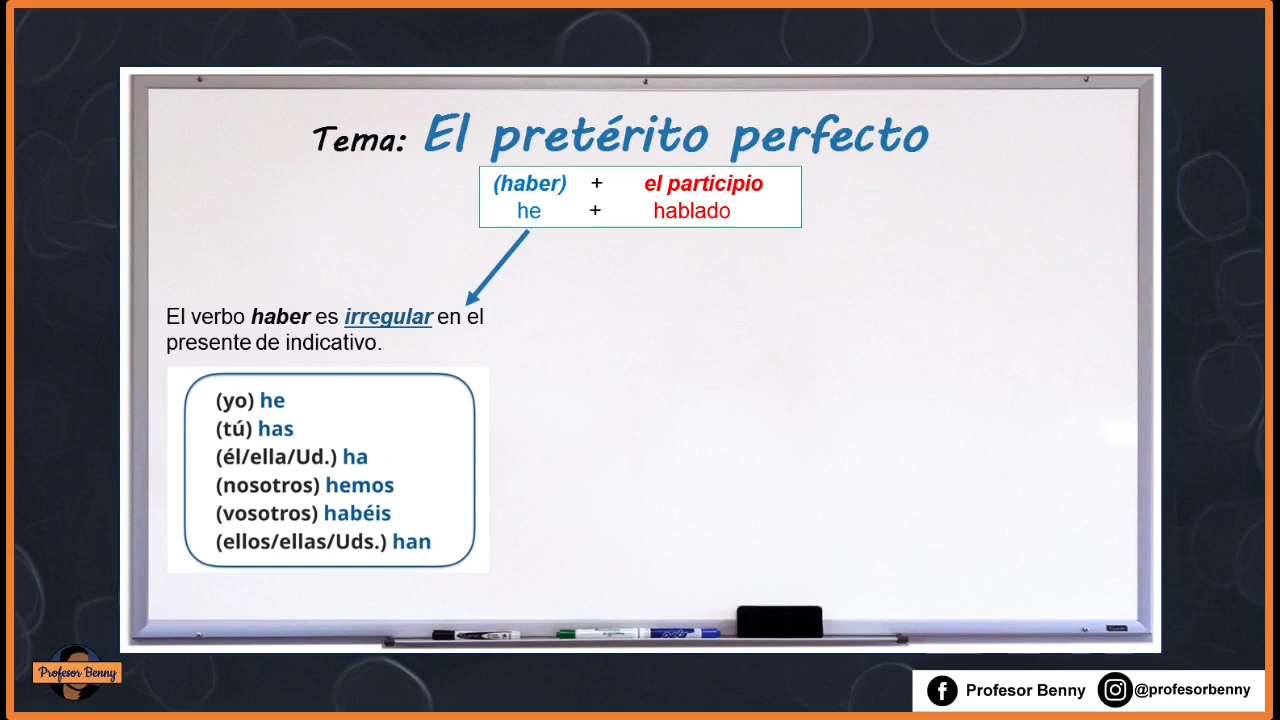 Tema: El pretérito perfecto
(haber) + el participio
he + hablado
El verbo haber es irregular en el
presente de indicativo.
(yo) he
(tú) has
(él/ella/Ud.) ha
(nosotros) hemos
(vosotros) habéis
(ellos/ellas/Uds.) han
Profesor Benny
Profesor Benny @profesorbenny